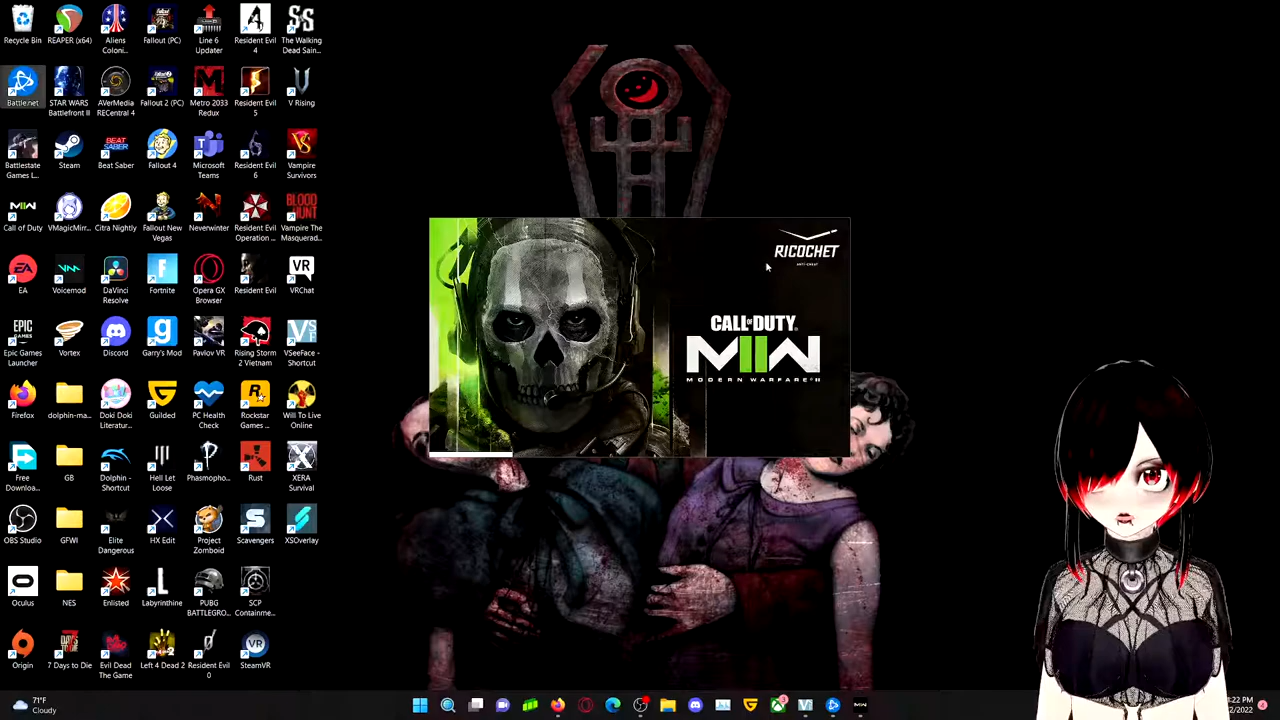 Recycle Bin
REAPER (x64)
Aliens
Coloni...
Fallout (PC)
Line 6
Updater
Resident Evil
4
The Walking
Dead Sain...
Battle.net
STAR WARS
Battlefront II
AVerMedia
RECentral 4
Fallout 2 (PC)
Metro 2033
Redux
Resident Evil
5
V Rising
Battlestate
Games L...
Steam
Beat Saber
Fallout 4
Microsoft
Teams
Resident Evil
6
Vampire
Survivors
Call of Duty
VMagicMirr...
Citra Nightly
Fallout New
Vegas
Neverwinter
Resident Evil
Operation ...
Vampire The
Masquerad...
EA
Voicemod
DaVinci
Resolve
Fortnite
Opera GX
Browser
Resident Evil
VRChat
Epic Games
Launcher
Vortex
Discord
Garry's Mod
Pavlov VR
Rising Storm
2 Vietnam
VSeeFace -
Shortcut
Firefox
dolphin-ma...
Doki Doki
Literatur...
Guilded
PC Health
Check
Rockstar
Games ...
Will To Live
Online
Free
Downloa...
GB
Dolphin -
Shortcut
Hell Let
Loose
Phasmopho...
Rust
XERA
Survival
OBS Studio
GFWI
Elite
Dangerous
HX Edit
Project
Zomboid
Scavengers
XSOverlay
Oculus
NES
Enlisted
Labyrinthine
PUBG
BATTLEGRO...
SCP
Containme...
Origin
7 Days to Die
Evil Dead
The Game
Left 4 Dead 2
Resident Evil
0
SteamVR
RICOCHET
ANTI-CHEAT
CALL OF DUTY
MWII
MODERN WARFARE II
71°F
Cloudy
:22 PM
/2/2022
4